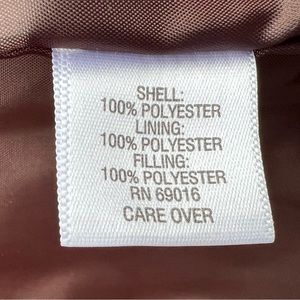 SHELL:
100% POLYESTER
LINING:
100% POLYESTER
FILLING:
100% POLYESTER
RN 69016
CARE OVER